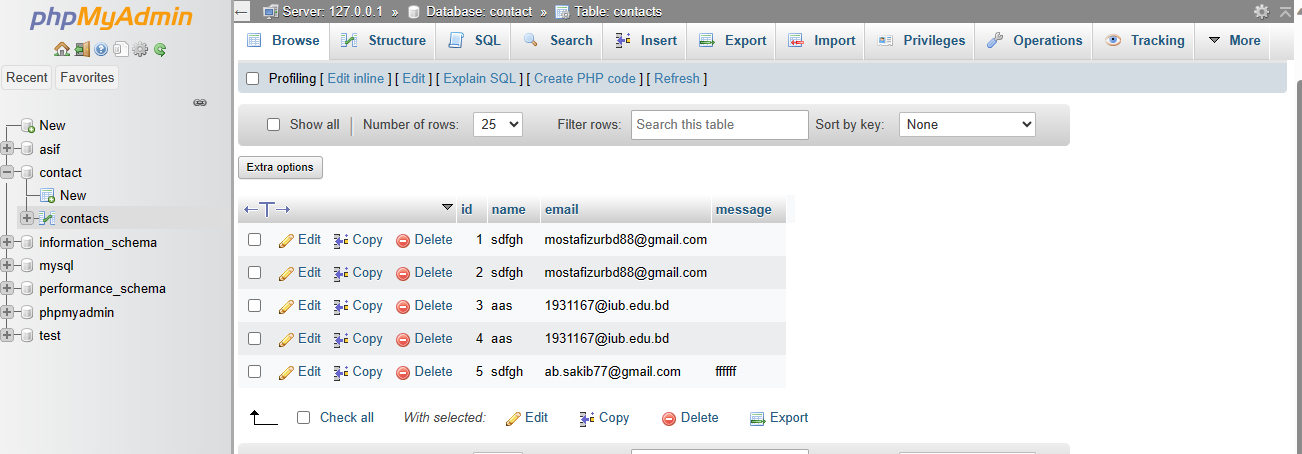 phpMyAdmin
Recent Favorites
New
asif
contact
New
contacts
information_schema
mysql
performance_schema
phpmyadmin
test
Server: 127.0.0.1 » Database: contact » Table: contacts
Browse Structure SQL Search Insert Export Import Privileges Operations Tracking More
Profiling [ Edit inline ] [ Edit ] [ Explain SQL ] [ Create PHP code ] [ Refresh ]
Show all Number of rows: 25 Filter rows: Search this table Sort by key: None
Extra options
id name email message
Edit Copy Delete 1 sdfgh mostafizurbd88@gmail.com
Edit Copy Delete 2 sdfgh mostafizurbd88@gmail.com
Edit Copy Delete 3 aas 1931167@iub.edu.bd
Edit Copy Delete 4 aas 1931167@iub.edu.bd
Edit Copy Delete 5 sdfgh ab.sakib77@gmail.com ffffff
Check all With selected: Edit Copy Delete Export